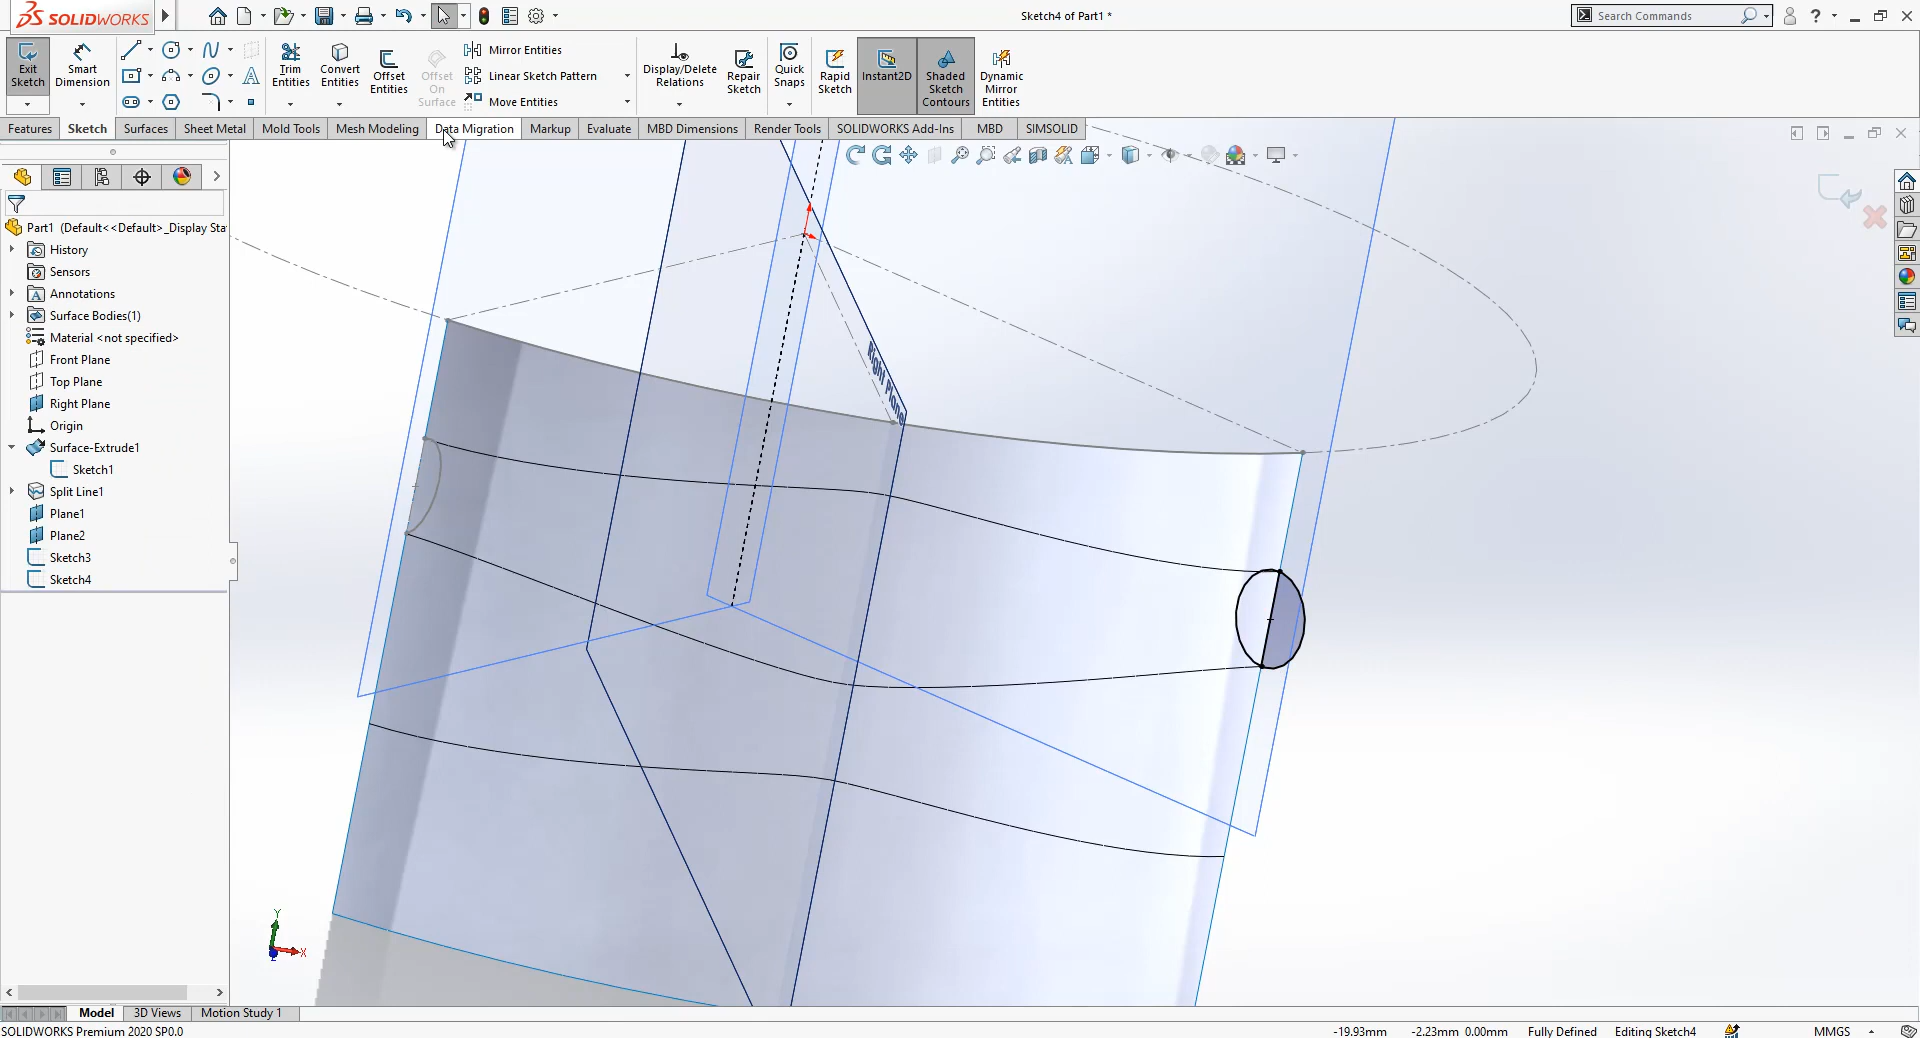 SOLIDWORKS
Sketch4 of Part1 *
Search Commands
Exit Sketch
Smart Dimension
Trim Entities
Convert Entities
Offset Entities
Offset On Surface
Mirror Entities
Linear Sketch Pattern
Move Entities
Display/Delete Relations
Repair Sketch
Quick Snaps
Rapid Sketch
Instant2D
Shaded Sketch Contours
Dynamic Mirror Entities
Features
Sketch
Surfaces
Sheet Metal
Mold Tools
Mesh Modeling
Data Migration
Markup
Evaluate
MBD Dimensions
Render Tools
SOLIDWORKS Add-Ins
MBD
SIMSOLID
Part1 (Default<<Default>_Display Sta
History
Sensors
Annotations
Surface Bodies(1)
Material <not specified>
Front Plane
Top Plane
Right Plane
Origin
Surface-Extrude1
Sketch1
Split Line1
Plane1
Plane2
Sketch3
Sketch4
Right Plane
Y
X
Z
Model
3D Views
Motion Study 1
SOLIDWORKS Premium 2020 SP0.0
-19.93mm
-2.23mm
0.00mm
Fully Defined
Editing Sketch4
MMGS